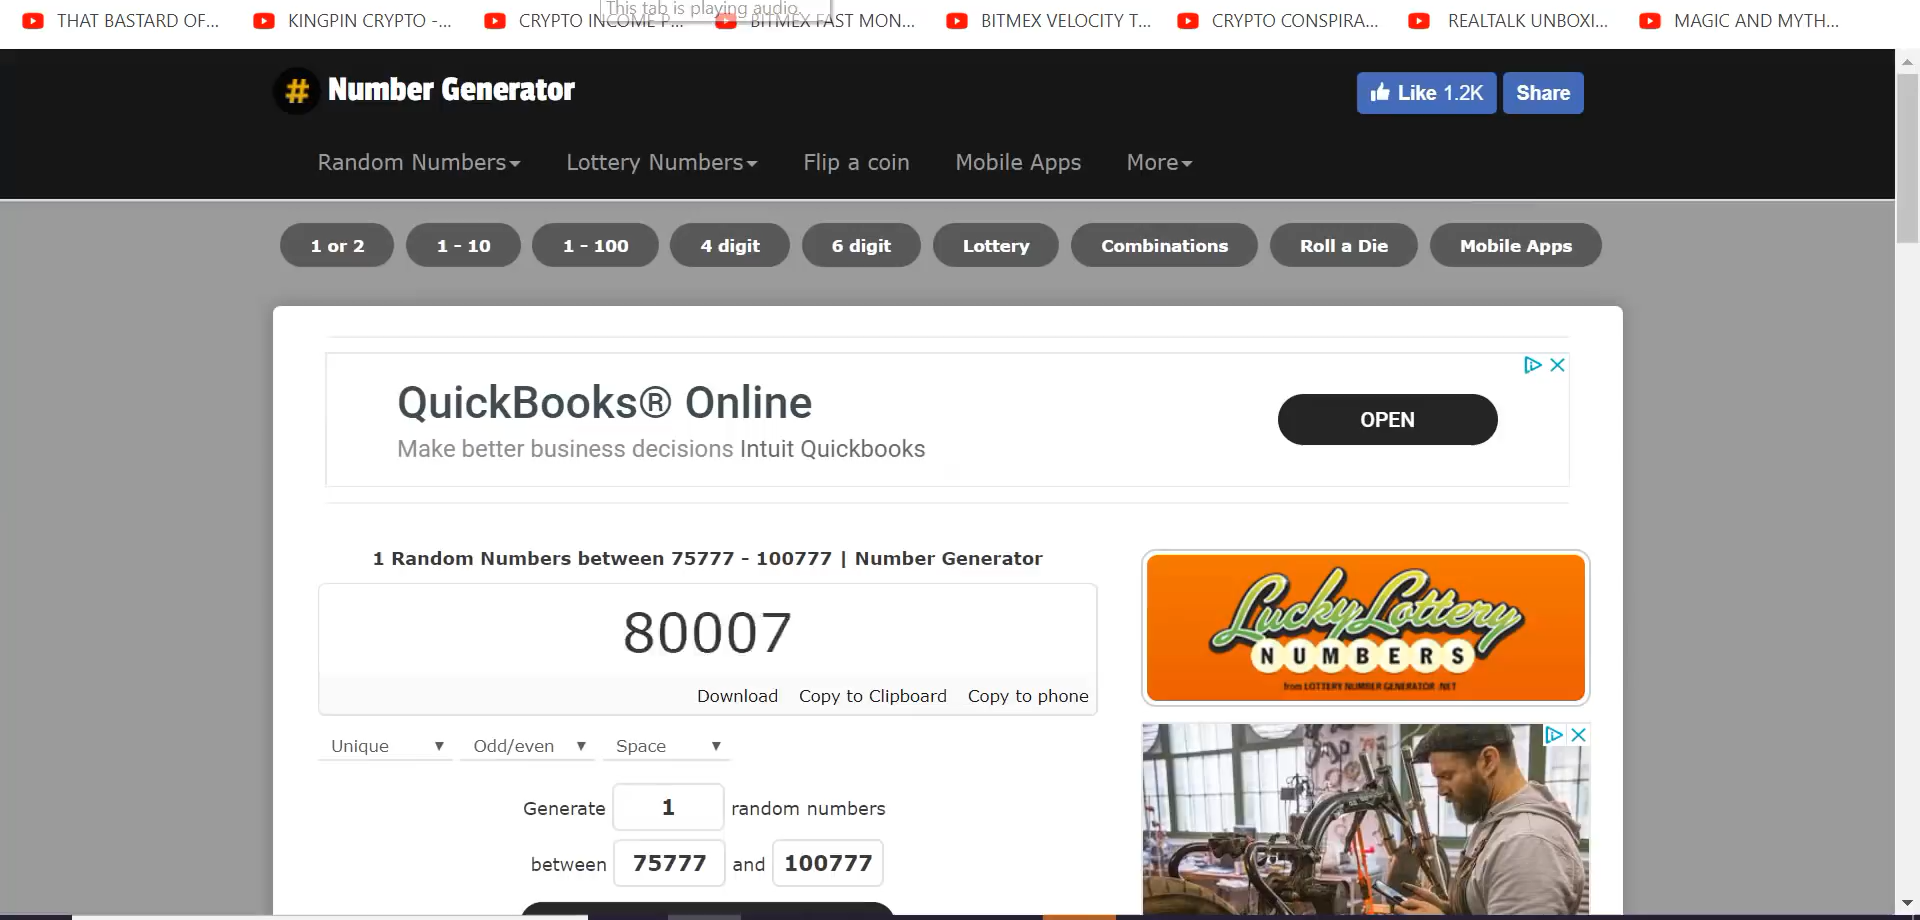 This tab is playing audio.
THAT BASTARD OF... KINGPIN CRYPTO -... CRYPTO INCOME P... BITMEX FAST MON... BITMEX VELOCITY T... CRYPTO CONSPIRA... REALTALK UNBOXI... MAGIC AND MYTH...
# Number Generator
Like 1.2K Share
Random Numbers Lottery Numbers Flip a coin Mobile Apps More
1 or 2 1 - 10 1 - 100 4 digit 6 digit Lottery Combinations Roll a Die Mobile Apps
QuickBooks® Online
Make better business decisions Intuit Quickbooks
OPEN
1 Random Numbers between 75777 - 100777 | Number Generator
80007
Download Copy to Clipboard Copy to phone
Unique Odd/even Space
Generate 1 random numbers
between 75777 and 100777
Lucky Lottery
NUMBERS
from LOTTERY NUMBER GENERATOR .NET